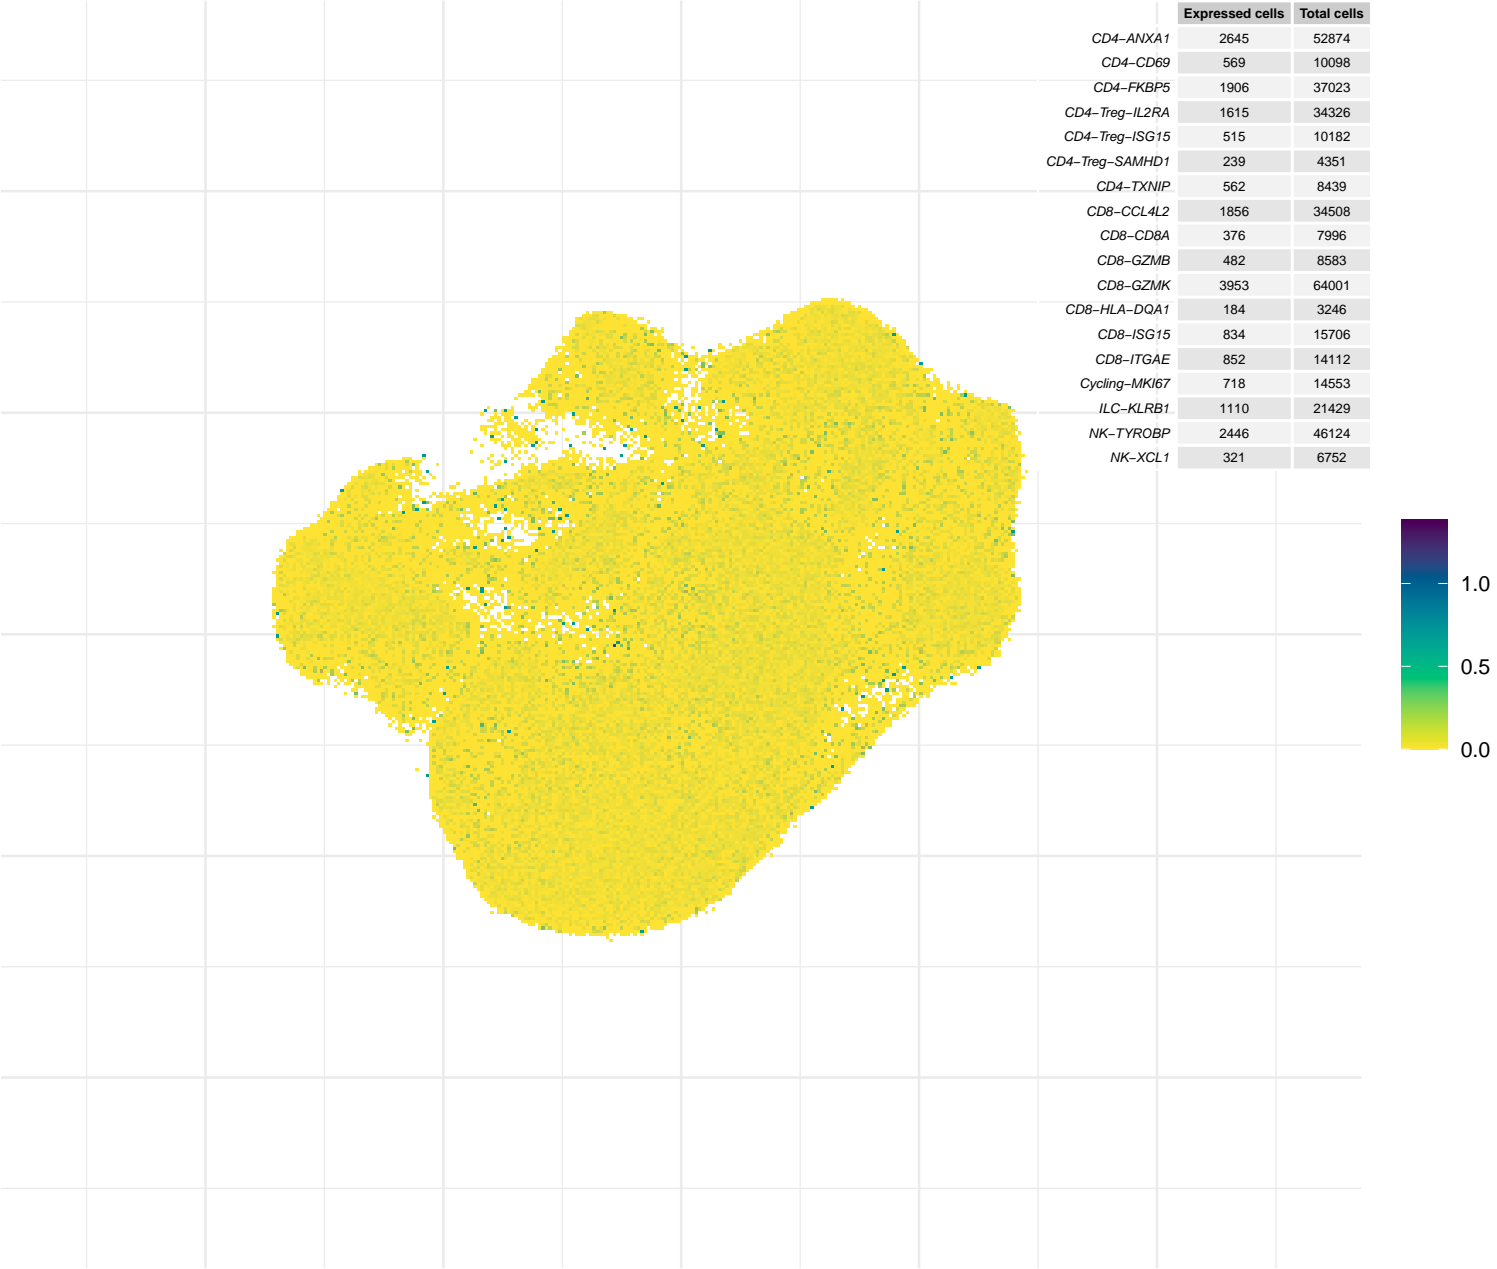 Expressed cells Total cells
CD4−ANXA1 2645 52874
CD4−CD69 569 10098
CD4−FKBP5 1906 37023
CD4−Treg−IL2RA 1615 34326
CD4−Treg−ISG15 515 10182
CD4−Treg−SAMHD1 239 4351
CD4−TXNIP 562 8439
CD8−CCL4L2 1856 34508
CD8−CD8A 376 7996
CD8−GZMB 482 8583
CD8−GZMK 3953 64001
CD8−HLA−DQA1 184 3246
CD8−ISG15 834 15706
CD8−ITGAE 852 14112
Cycling−MKI67 718 14553
ILC−KLRB1 1110 21429
NK−TYROBP 2446 46124
NK−XCL1 321 6752
1.0
0.5
0.0